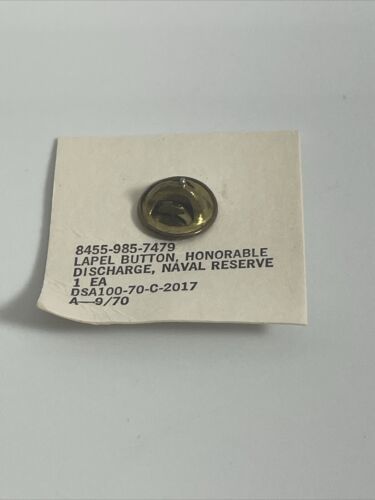 8455-985-7479
LAPEL BUTTON, HONORABLE
DISCHARGE, NAVAL RESERVE
1 EA
DSA100-70-C-2017
A—9/70